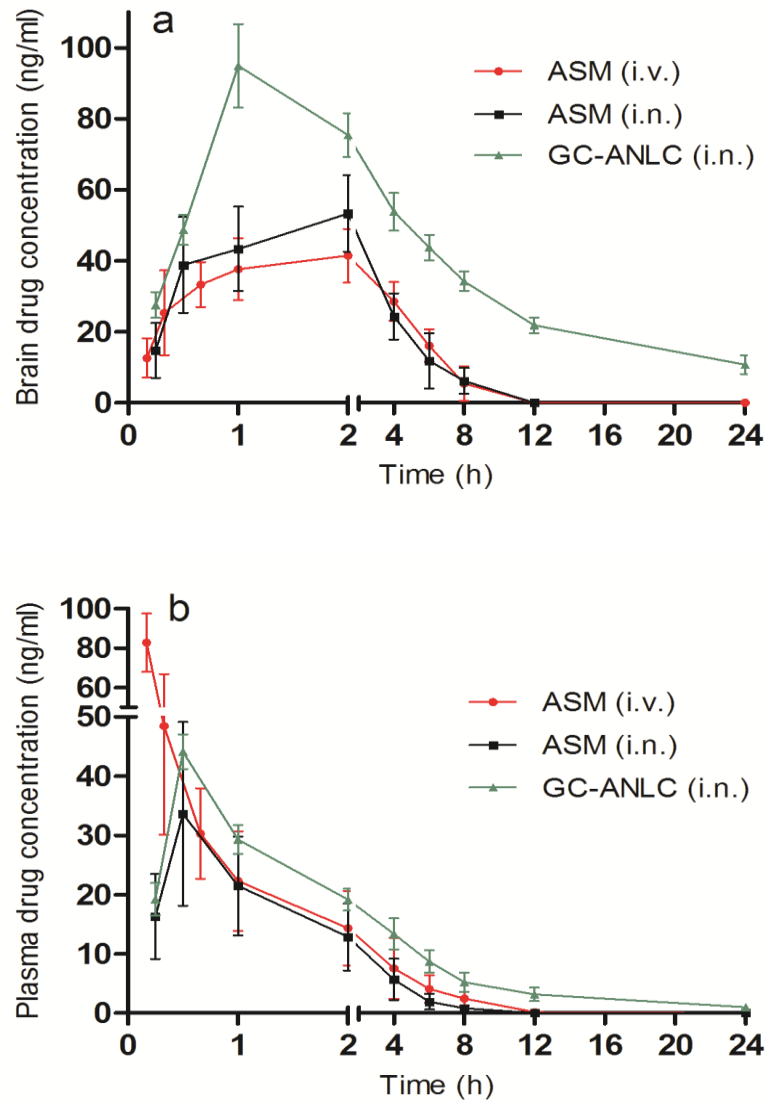 a
Brain drug concentration (ng/ml)
100
80
60
40
20
0
ASM (i.v.)
ASM (i.n.)
GC-ANLC (i.n.)
0 1 2 4 8 12 16 20 24
Time (h)
b
Plasma drug concentration (ng/ml)
100
80
60
50
40
30
20
10
0
ASM (i.v.)
ASM (i.n.)
GC-ANLC (i.n.)
0 1 2 4 8 12 16 20 24
Time (h)